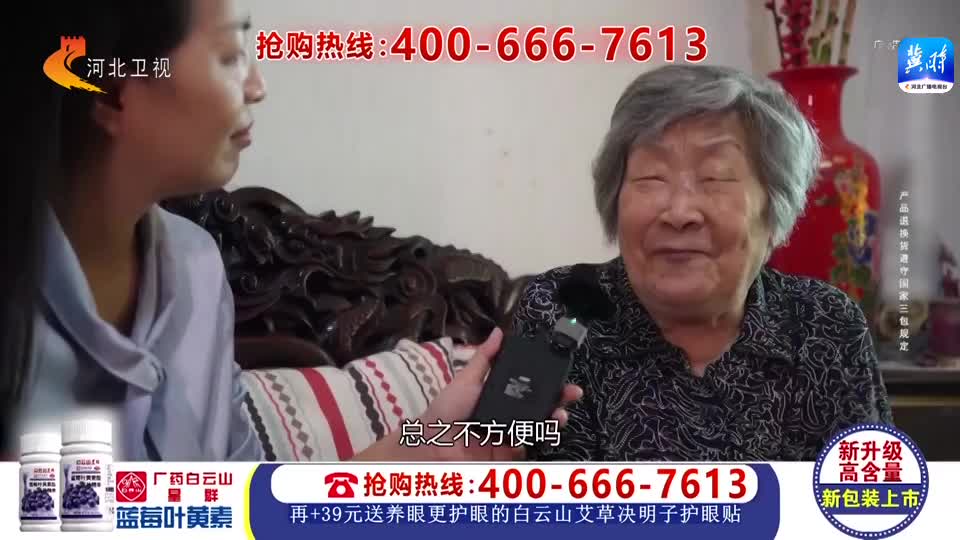 抢购热线:400-666-7613
河北卫视
冀时
河北广播电视台
产品退换货遵守国家三包规定
总之不方便吗
广药白云山
星群
蓝莓叶黄素
抢购热线:400-666-7613
再+39元送养眼更护眼的白云山艾草决明子护眼贴
新升级
高含量
新包装上市